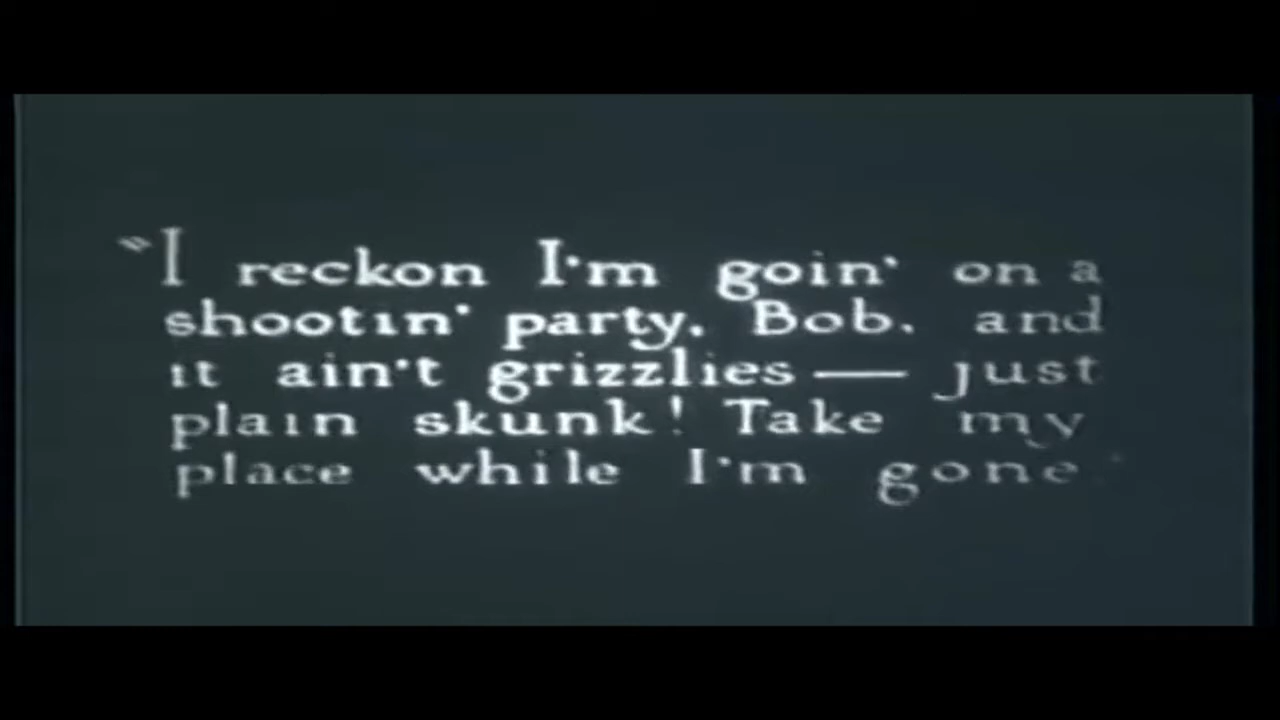 "I reckon I'm goin' on a
shootin' party, Bob, and
it ain't grizzlies — just
plain skunk! Take my
place while I'm gone."